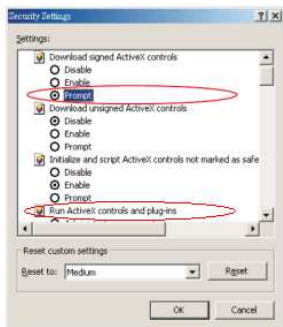 Security Settings
Settings:
Download signed ActiveX controls
Disable
Enable
Prompt
Download unsigned ActiveX controls
Disable
Enable
Prompt
Initialize and script ActiveX controls not marked as safe
Disable
Enable
Prompt
Run ActiveX controls and plug-ins
Reset custom settings
Reset to:
Medium
Reset
OK
Cancel